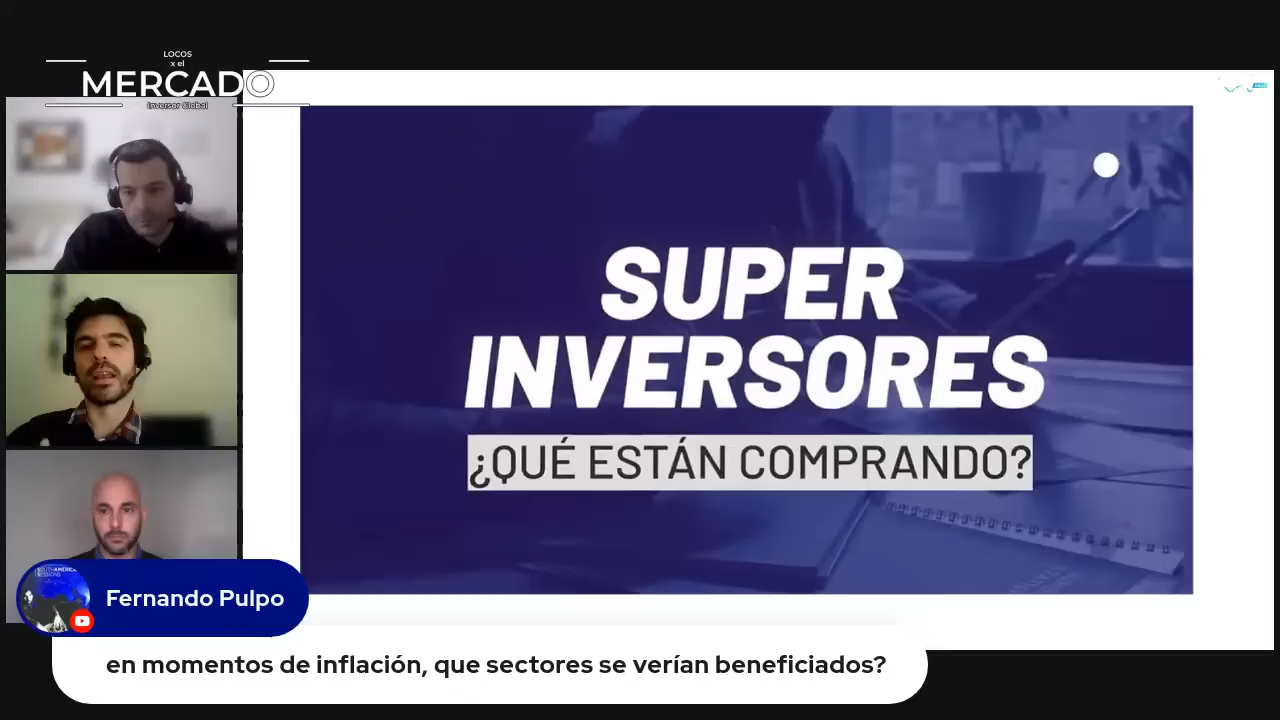 LOCOS
x el
MERCADO
Inversor Global
SUPER
INVERSORES
¿QUÉ ESTÁN COMPRANDO?
Fernando Pulpo
en momentos de inflación, que sectores se verían beneficiados?